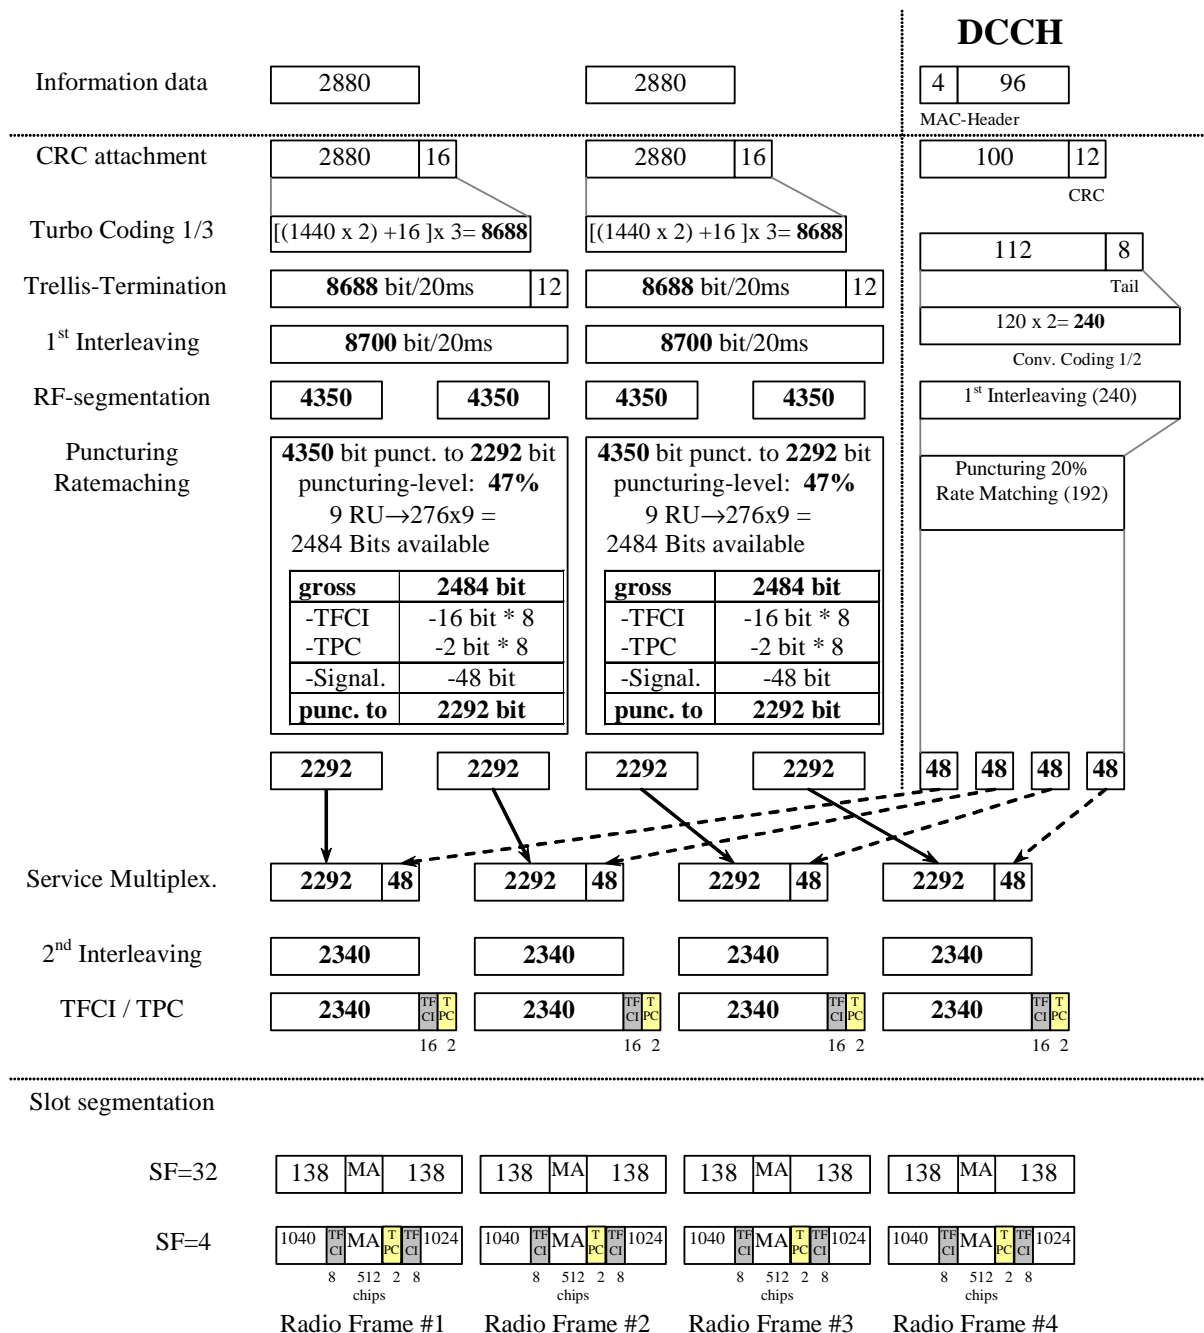 DCCH
Information data 2880 2880 4 96
MAC-Header
CRC attachment 2880 16 2880 16 100 12
CRC
Turbo Coding 1/3 [(1440 x 2) +16 ]x 3= 8688 [(1440 x 2) +16 ]x 3= 8688 112 8
Tail
Trellis-Termination 8688 bit/20ms 12 8688 bit/20ms 12
120 x 2= 240
Conv. Coding 1/2
1st Interleaving 8700 bit/20ms 8700 bit/20ms
RF-segmentation 4350 4350 4350 4350 1st Interleaving (240)
Puncturing
Ratemaching
4350 bit punct. to 2292 bit
puncturing-level: 47%
9 RU→276x9 =
2484 Bits available
gross 2484 bit
-TFCI -16 bit * 8
-TPC -2 bit * 8
-Signal. -48 bit
punc. to 2292 bit
4350 bit punct. to 2292 bit
puncturing-level: 47%
9 RU→276x9 =
2484 Bits available
gross 2484 bit
-TFCI -16 bit * 8
-TPC -2 bit * 8
-Signal. -48 bit
punc. to 2292 bit
Puncturing 20%
Rate Matching (192)
2292 2292 2292 2292 48 48 48 48
Service Multiplex. 2292 48 2292 48 2292 48 2292 48
2nd Interleaving 2340 2340 2340 2340
TFCI / TPC 2340 TF CI T PC 2340 TF CI T PC 2340 TF CI T PC 2340 TF CI T PC
16 2 16 2 16 2 16 2
Slot segmentation
SF=32 138 MA 138 138 MA 138 138 MA 138 138 MA 138
SF=4 1040 TF CI MA T PC TF CI 1024 1040 TF CI MA T PC TF CI 1024 1040 TF CI MA T PC TF CI 1024 1040 TF CI MA T PC TF CI 1024
8 512 2 8 8 512 2 8 8 512 2 8 8 512 2 8
chips chips chips chips
Radio Frame #1 Radio Frame #2 Radio Frame #3 Radio Frame #4